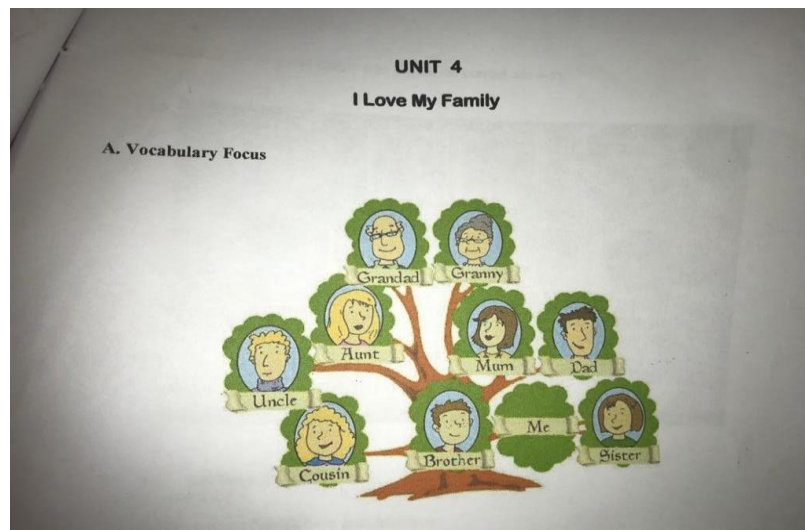 UNIT 4
I Love My Family
A. Vocabulary Focus
Grandad
Granny
Aunt
Mum
Dad
Uncle
Cousin
Brother
Me
Sister